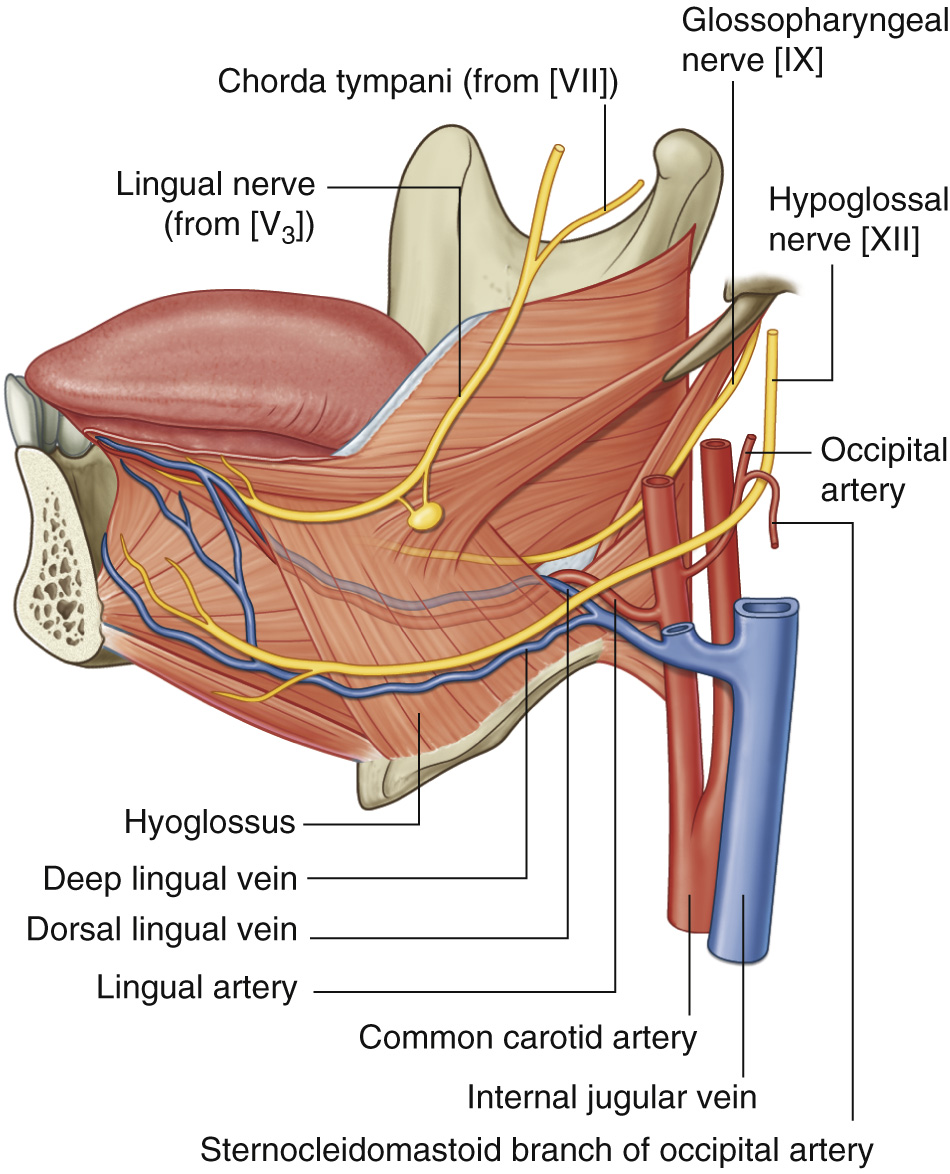 Glossopharyngeal
nerve [IX]
Chorda tympani (from [VII])
Lingual nerve
(from [V₃])
Hypoglossal
nerve [XII]
Occipital
artery
Hyoglossus
Deep lingual vein
Dorsal lingual vein
Lingual artery
Common carotid artery
Internal jugular vein
Sternocleidomastoid branch of occipital artery